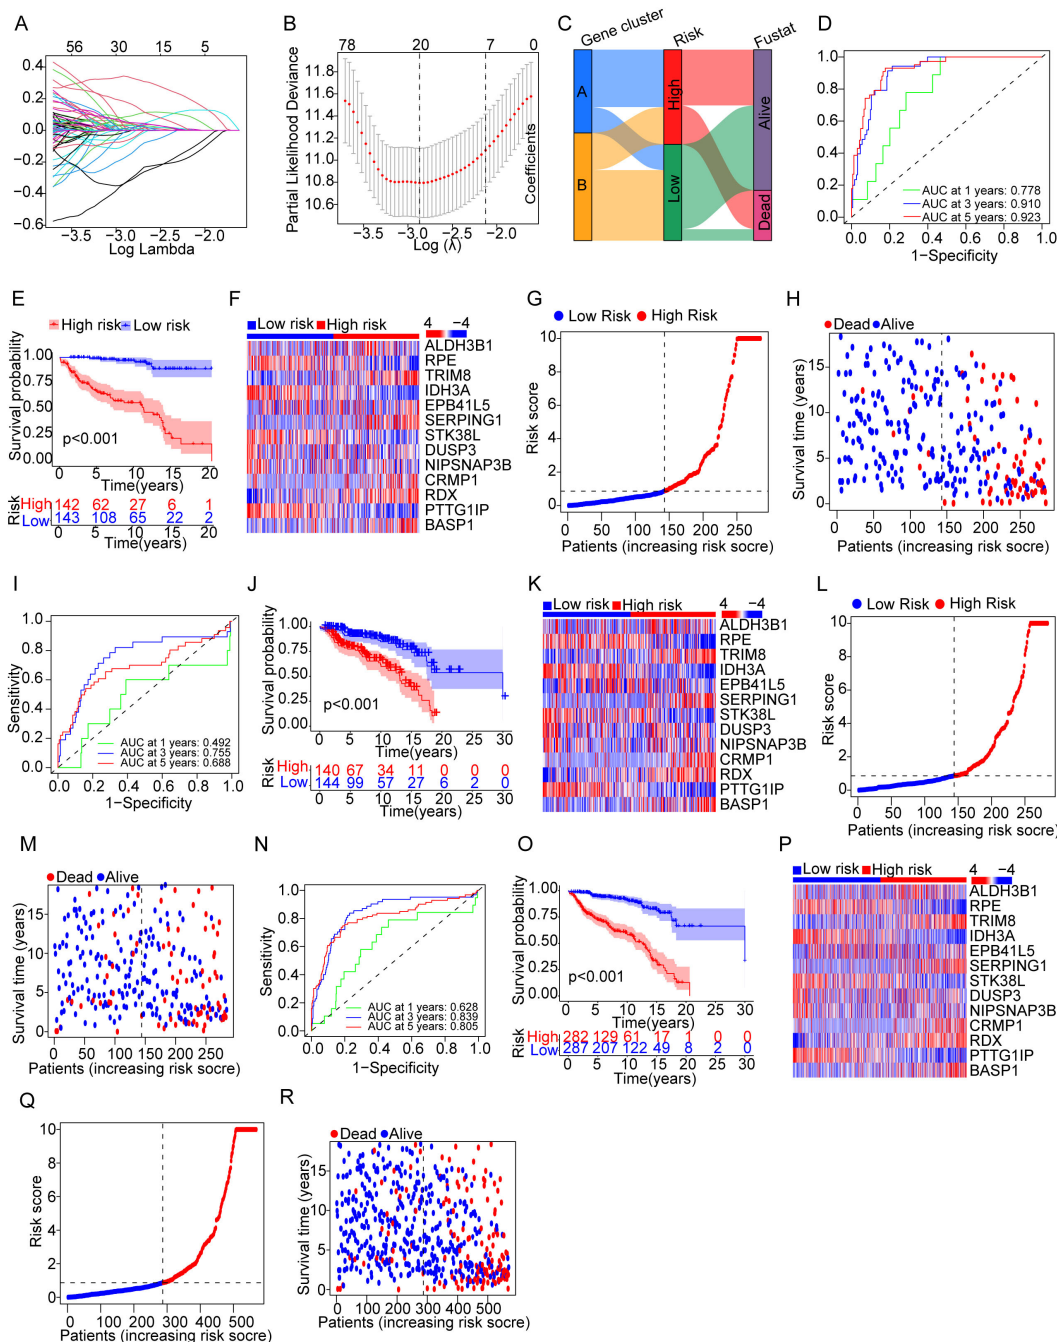 A
56 30 15 5
0.4
0.2
0.0
−0.2
−0.4
−0.6
−3.5 −3.0 −2.5 −2.0
Log Lambda
B
78 20 7 0
Partial Likelihood Deviance
11.8
11.6
11.4
11.2
11.0
10.8
−3.5 −3.0 −2.5 −2.0
Log (λ)
Coefficients
C
Gene cluster Risk Fustat
A
B
High
Low
Alive
Dead
D
1.0
0.8
0.6
0.4
0.2
0.0
AUC at 1 years: 0.778
AUC at 3 years: 0.910
AUC at 5 years: 0.923
0.0 0.2 0.4 0.6 0.8 1.0
1−Specificity
E
High risk Low risk
Survival probability
1.00
0.75
0.50
0.25
0.00
p<0.001
0 5 10 15 20
Time(years)
Risk
High 142 62 27 6 1
Low 143 108 65 22 2
0 5 10 15 20
Time(years)
F
Low risk High risk 4 −4
ALDH3B1
RPE
TRIM8
IDH3A
EPB41L5
SERPING1
STK38L
DUSP3
NIPSNAP3B
CRMP1
RDX
PTTG1IP
BASP1
G
Low Risk High Risk
Risk score
10
8
6
4
2
0
0 50 100 150 200 250
Patients (increasing risk socre)
H
Dead Alive
Survival time (years)
15
10
5
0
0 50 100 150 200 250
Patients (increasing risk socre)
I
Sensitivity
1.0
0.8
0.6
0.4
0.2
0.0
AUC at 1 years: 0.492
AUC at 3 years: 0.755
AUC at 5 years: 0.688
0.0 0.2 0.4 0.6 0.8 1.0
1−Specificity
J
Survival probability
1.00
0.75
0.50
0.25
0.00
p<0.001
0 5 10 15 20 25 30
Time(years)
Risk
High 140 67 34 11 0 0 0
Low 144 99 57 27 6 2 0
0 5 10 15 20 25 30
Time(years)
K
Low risk High risk 4 −4
ALDH3B1
RPE
TRIM8
IDH3A
EPB41L5
SERPING1
STK38L
DUSP3
NIPSNAP3B
CRMP1
RDX
PTTG1IP
BASP1
L
Low Risk High Risk
Risk score
10
8
6
4
2
0
0 50 100 150 200 250
Patients (increasing risk socre)
M
Dead Alive
Survival time (years)
15
10
5
0
0 50 100 150 200 250
Patients (increasing risk socre)
N
Sensitivity
1.0
0.8
0.6
0.4
0.2
0.0
AUC at 1 years: 0.628
AUC at 3 years: 0.839
AUC at 5 years: 0.805
0.0 0.2 0.4 0.6 0.8 1.0
1−Specificity
O
Survival probability
1.00
0.75
0.50
0.25
0.00
p<0.001
0 5 10 15 20 25 30
Time(years)
Risk
High 282 129 61 17 1 0 0
Low 287 207 122 49 8 2 0
0 5 10 15 20 25 30
Time(years)
P
Low risk High risk 4 −4
ALDH3B1
RPE
TRIM8
IDH3A
EPB41L5
SERPING1
STK38L
DUSP3
NIPSNAP3B
CRMP1
RDX
PTTG1IP
BASP1
Q
Risk score
10
8
6
4
2
0
0 100 200 300 400 500
Patients (increasing risk socre)
R
Dead Alive
Survival time (years)
15
10
5
0
0 100 200 300 400 500
Patients (increasing risk socre)